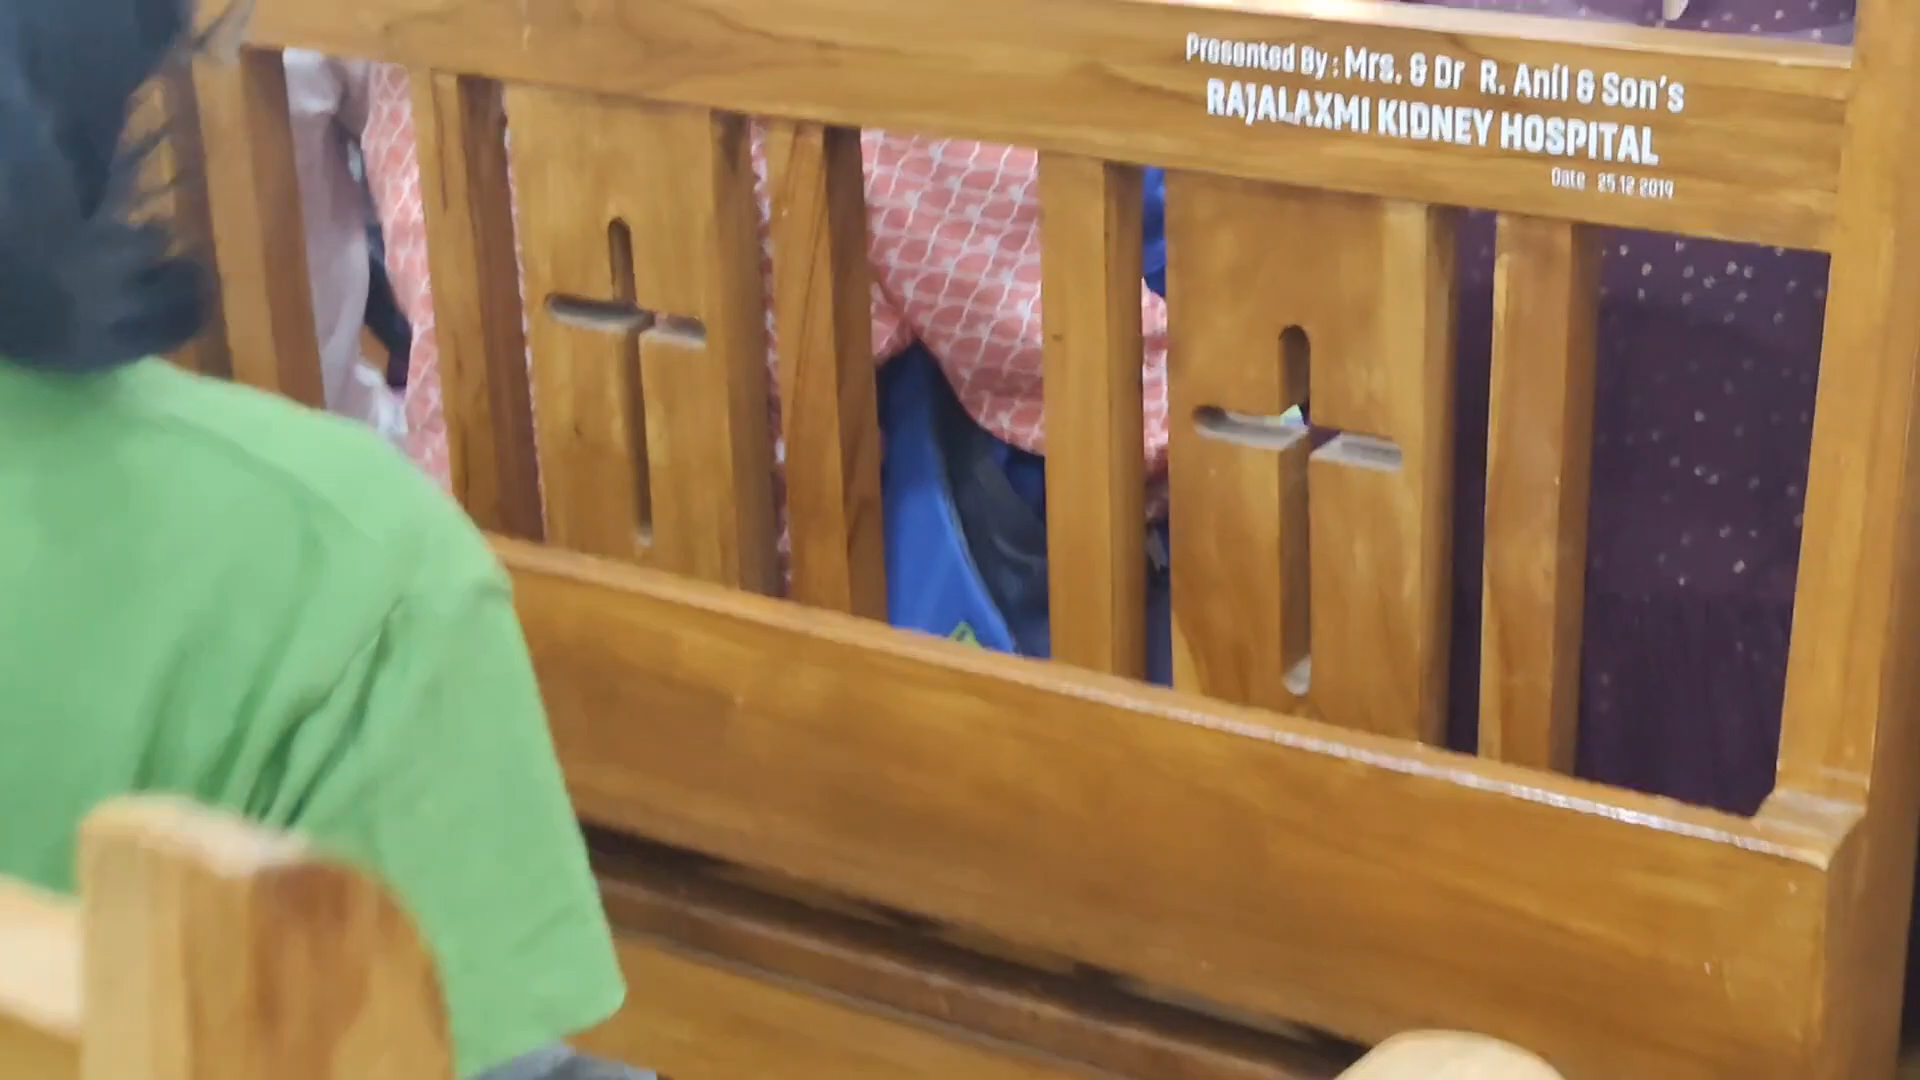 Presented By : Mrs. & Dr R. Anil & Son's
RAJALAXMI KIDNEY HOSPITAL
Date 25.12.2019